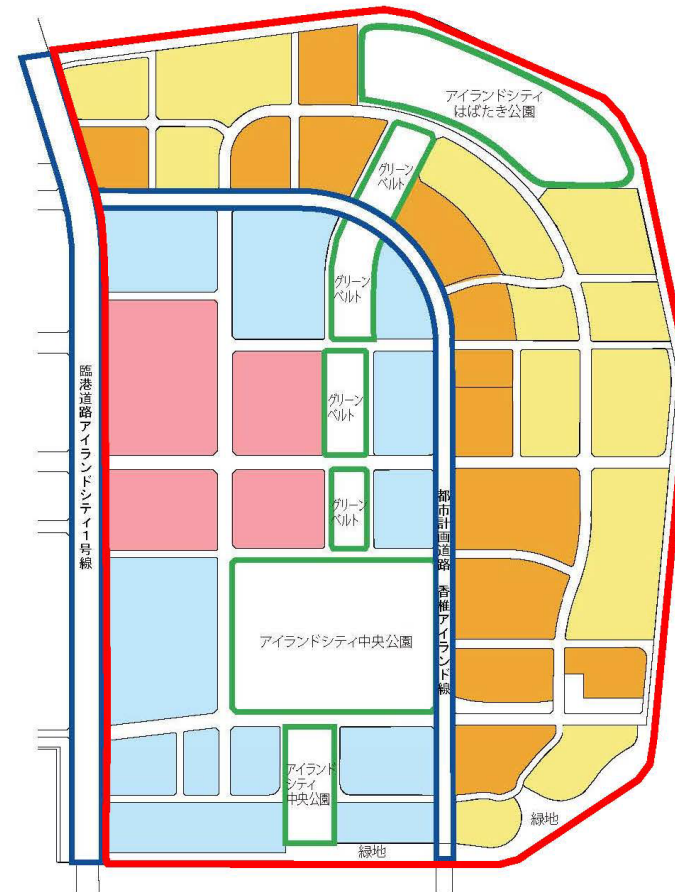 アイランドシティ
はばたき公園
グリーン
ベルト
グリーン
ベルト
グリーン
ベルト
グリーン
ベルト
臨港道路アイランドシティ1号線
都市計画道路　香椎アイランド線
アイランドシティ中央公園
アイランド
シティ
中央公園
緑地
緑地